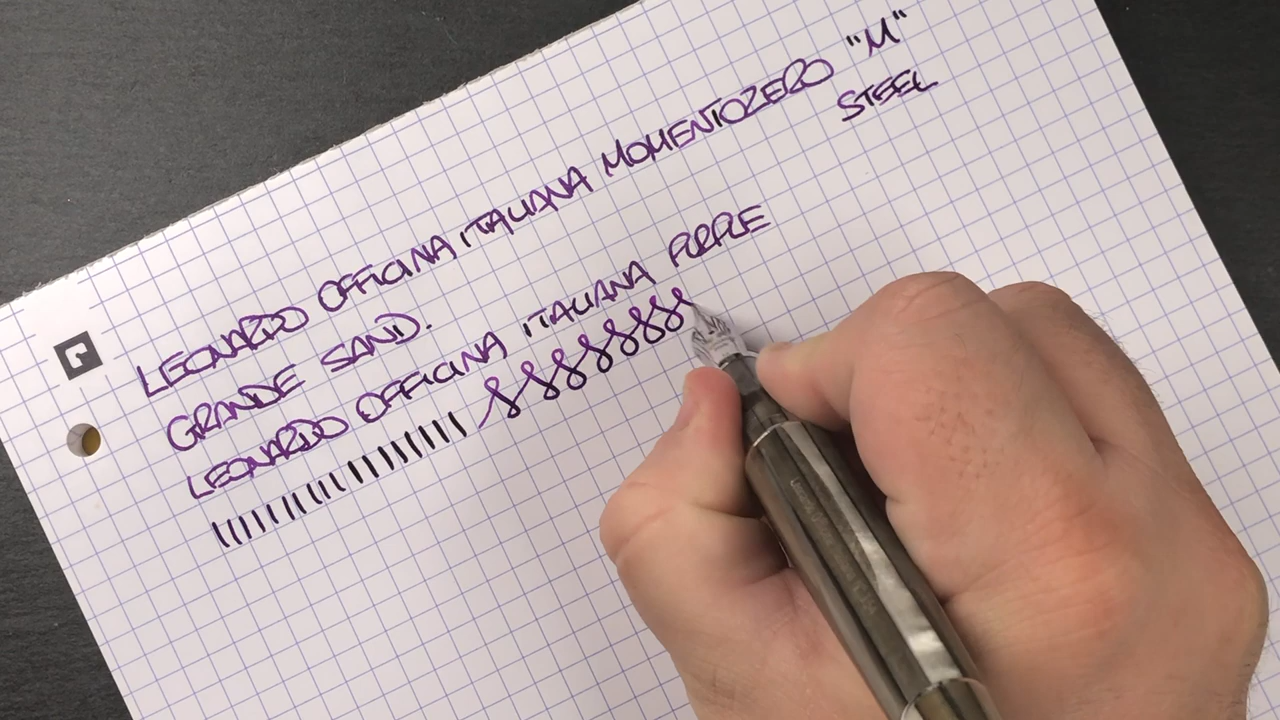 LEONARDO OFFICINA ITALIANA MOMENTOZERO "M"
STEEL
GRANDE SAND.
LEONARDO OFFICINA ITALIANA PURPLE